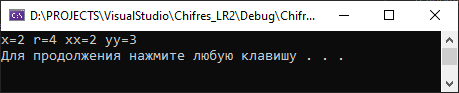 D:\PROJECTS\VisualStudio\Chifres_LR2\Debug\Chifr...
x=2 r=4 xx=2 yy=3
Для продолжения нажмите любую клавишу . . .